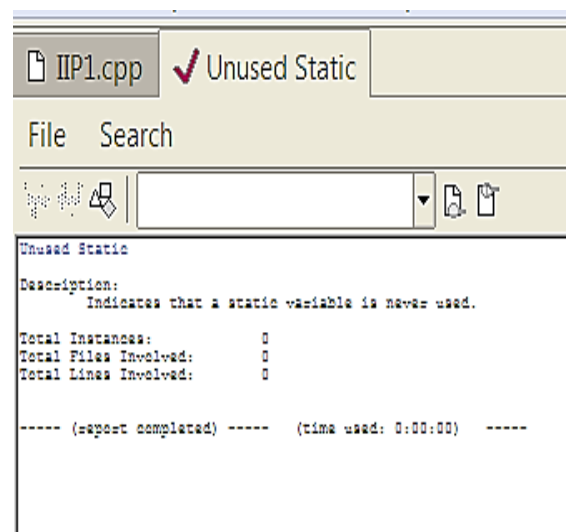 IIP1.cpp Unused Static
File Search
Unused Static
Description:
Indicates that a static variable is never used.
Total Instances: 0
Total Files Involved: 0
Total Lines Involved: 0
----- (report completed) ----- (time used: 0:00:00) -----